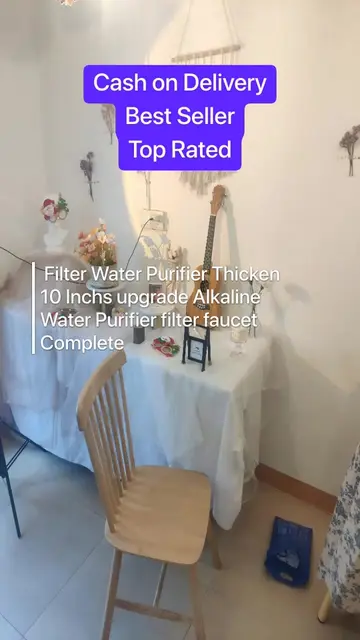 Cash on Delivery
Best Seller
Top Rated
Filter Water Purifier Thicken
10 Inchs upgrade Alkaline
Water Purifier filter faucet
Complete